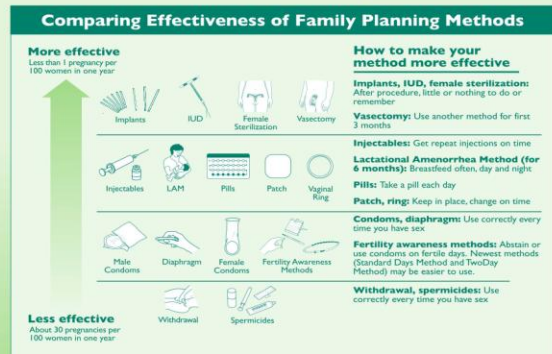 Comparing Effectiveness of Family Planning Methods
More effective
Less than 1 pregnancy per
100 women in one year
Implants
IUD
Female
Sterilization
Vasectomy
Injectables
LAM
Pills
Patch
Vaginal
Ring
Male
Condoms
Diaphragm
Female
Condoms
Fertility Awareness
Methods
Withdrawal
Spermicides
Less effective
About 30 pregnancies per
100 women in one year
How to make your
method more effective
Implants, IUD, female sterilization:
After procedure, little or nothing to do or
remember
Vasectomy: Use another method for first
3 months
Injectables: Get repeat injections on time
Lactational Amenorrhea Method (for
6 months): Breastfeed often, day and night
Pills: Take a pill each day
Patch, ring: Keep in place, change on time
Condoms, diaphragm: Use correctly every
time you have sex
Fertility awareness methods: Abstain or
use condoms on fertile days. Newest methods
(Standard Days Method and TwoDay
Method) may be easier to use.
Withdrawal, spermicides: Use
correctly every time you have sex